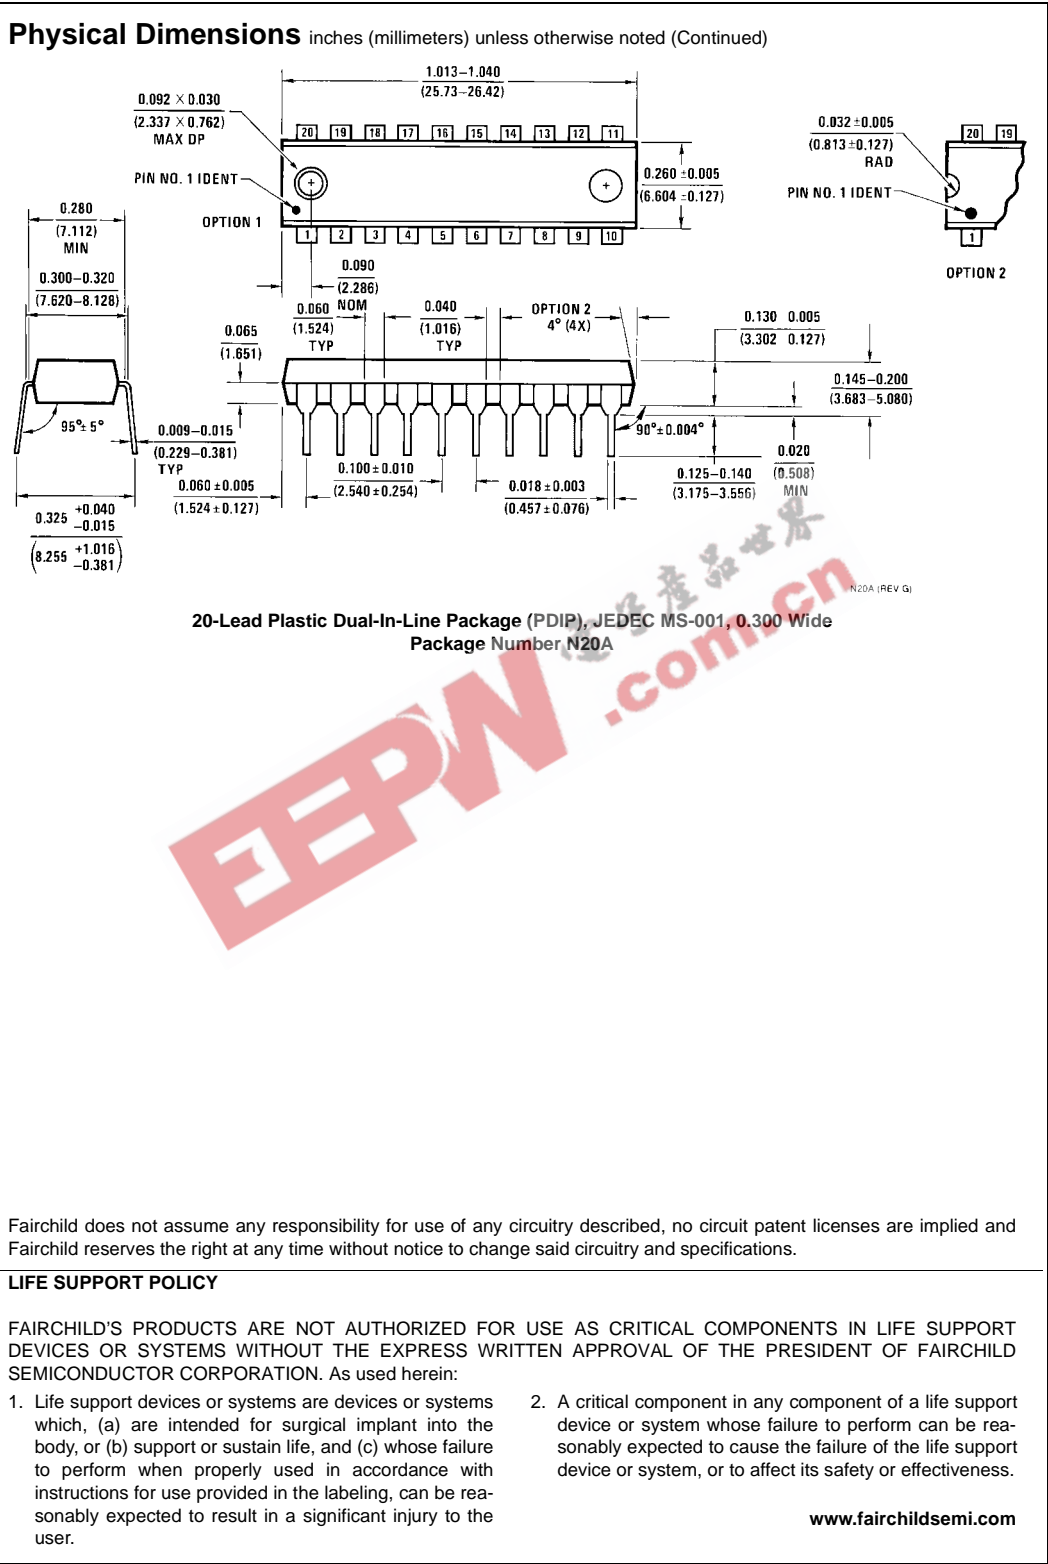 Physical Dimensions inches (millimeters) unless otherwise noted (Continued)
1.013–1.040
(25.73–26.42)
0.092 × 0.030
(2.337 × 0.762)
MAX DP
20 19 18 17 16 15 14 13 12 11
0.032 ±0.005
(0.813 ±0.127)
RAD
20 19
PIN NO. 1 IDENT
0.260 ±0.005
(6.604 ±0.127)
PIN NO. 1 IDENT
OPTION 1
1 2 3 4 5 6 7 8 9 10
1
OPTION 2
0.280
(7.112)
MIN
0.300–0.320
(7.620–8.128)
0.090
(2.286)
NOM
0.060
(1.524)
TYP
0.040
(1.016)
TYP
OPTION 2
4° (4X)
0.130 0.005
(3.302 0.127)
0.065
(1.651)
0.145–0.200
(3.683–5.080)
95°± 5°
0.009–0.015
(0.229–0.381)
TYP
90°±0.004°
0.020
(0.508)
MIN
0.100 ±0.010
(2.540 ±0.254)
0.125–0.140
(3.175–3.556)
0.060 ±0.005
(1.524 ±0.127)
0.018 ±0.003
(0.457 ±0.076)
0.325 +0.040
–0.015
(8.255 +1.016
–0.381)
N20A (REV G)
20-Lead Plastic Dual-In-Line Package (PDIP), JEDEC MS-001, 0.300 Wide
Package Number N20A
EEPW
.com.cn
電子產品世界
Fairchild does not assume any responsibility for use of any circuitry described, no circuit patent licenses are implied and
Fairchild reserves the right at any time without notice to change said circuitry and specifications.
LIFE SUPPORT POLICY
FAIRCHILD'S PRODUCTS ARE NOT AUTHORIZED FOR USE AS CRITICAL COMPONENTS IN LIFE SUPPORT
DEVICES OR SYSTEMS WITHOUT THE EXPRESS WRITTEN APPROVAL OF THE PRESIDENT OF FAIRCHILD
SEMICONDUCTOR CORPORATION. As used herein:
1. Life support devices or systems are devices or systems
which, (a) are intended for surgical implant into the
body, or (b) support or sustain life, and (c) whose failure
to perform when properly used in accordance with
instructions for use provided in the labeling, can be rea-
sonably expected to result in a significant injury to the
user.
2. A critical component in any component of a life support
device or system whose failure to perform can be rea-
sonably expected to cause the failure of the life support
device or system, or to affect its safety or effectiveness.
www.fairchildsemi.com